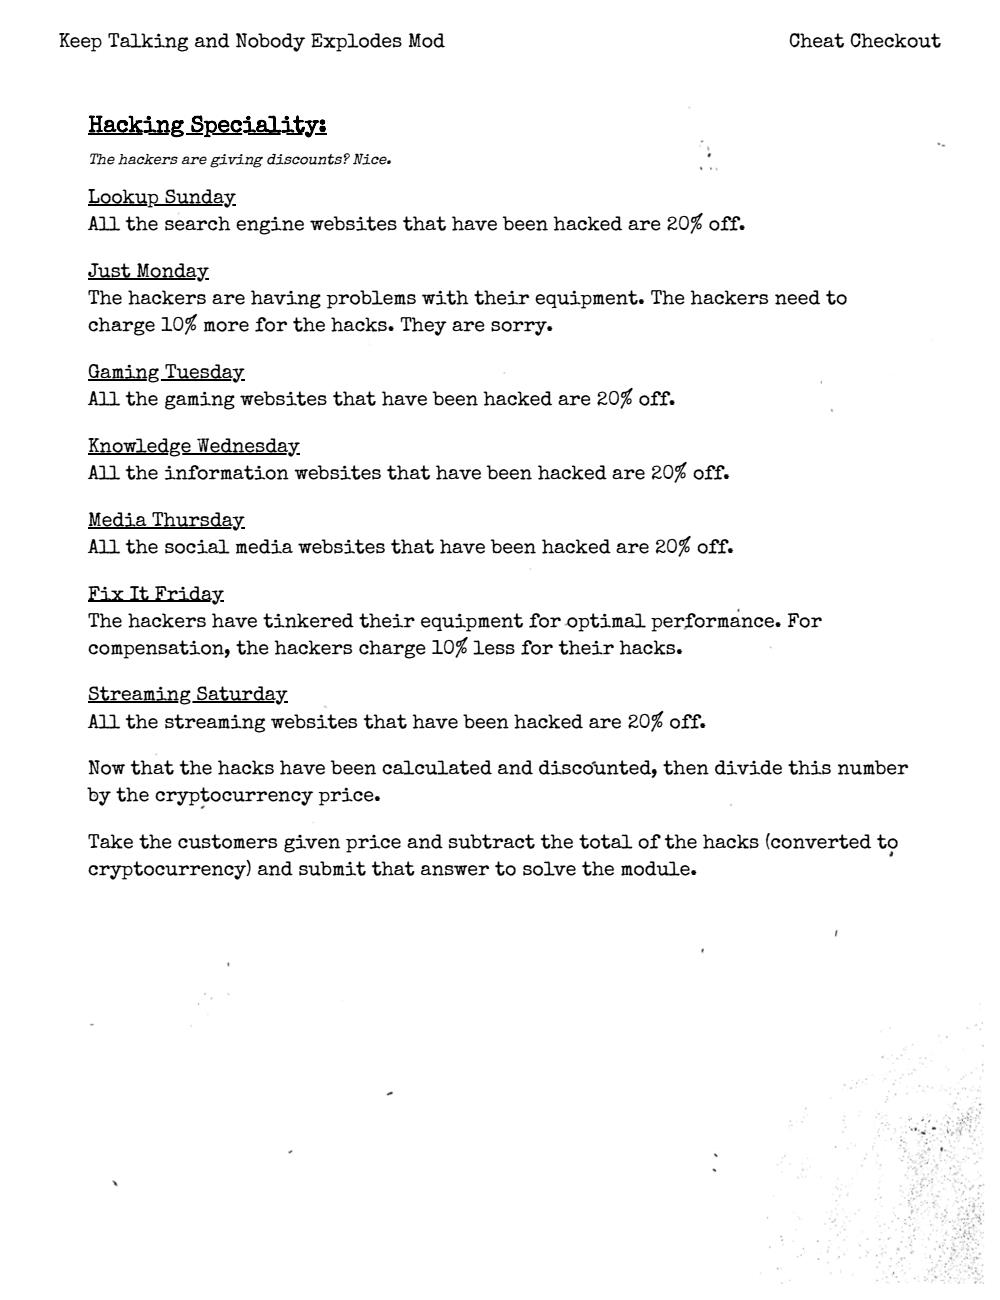 Keep Talking and Nobody Explodes Mod Cheat Checkout
Hacking Speciality:
The hackers are giving discounts? Nice.
Lookup Sunday
All the search engine websites that have been hacked are 20% off.
Just Monday
The hackers are having problems with their equipment. The hackers need to
charge 10% more for the hacks. They are sorry.
Gaming Tuesday
All the gaming websites that have been hacked are 20% off.
Knowledge Wednesday
All the information websites that have been hacked are 20% off.
Media Thursday
All the social media websites that have been hacked are 20% off.
Fix It Friday
The hackers have tinkered their equipment for optimal performance. For
compensation, the hackers charge 10% less for their hacks.
Streaming Saturday
All the streaming websites that have been hacked are 20% off.
Now that the hacks have been calculated and discounted, then divide this number
by the cryptocurrency price.
Take the customers given price and subtract the total of the hacks (converted to
cryptocurrency) and submit that answer to solve the module.